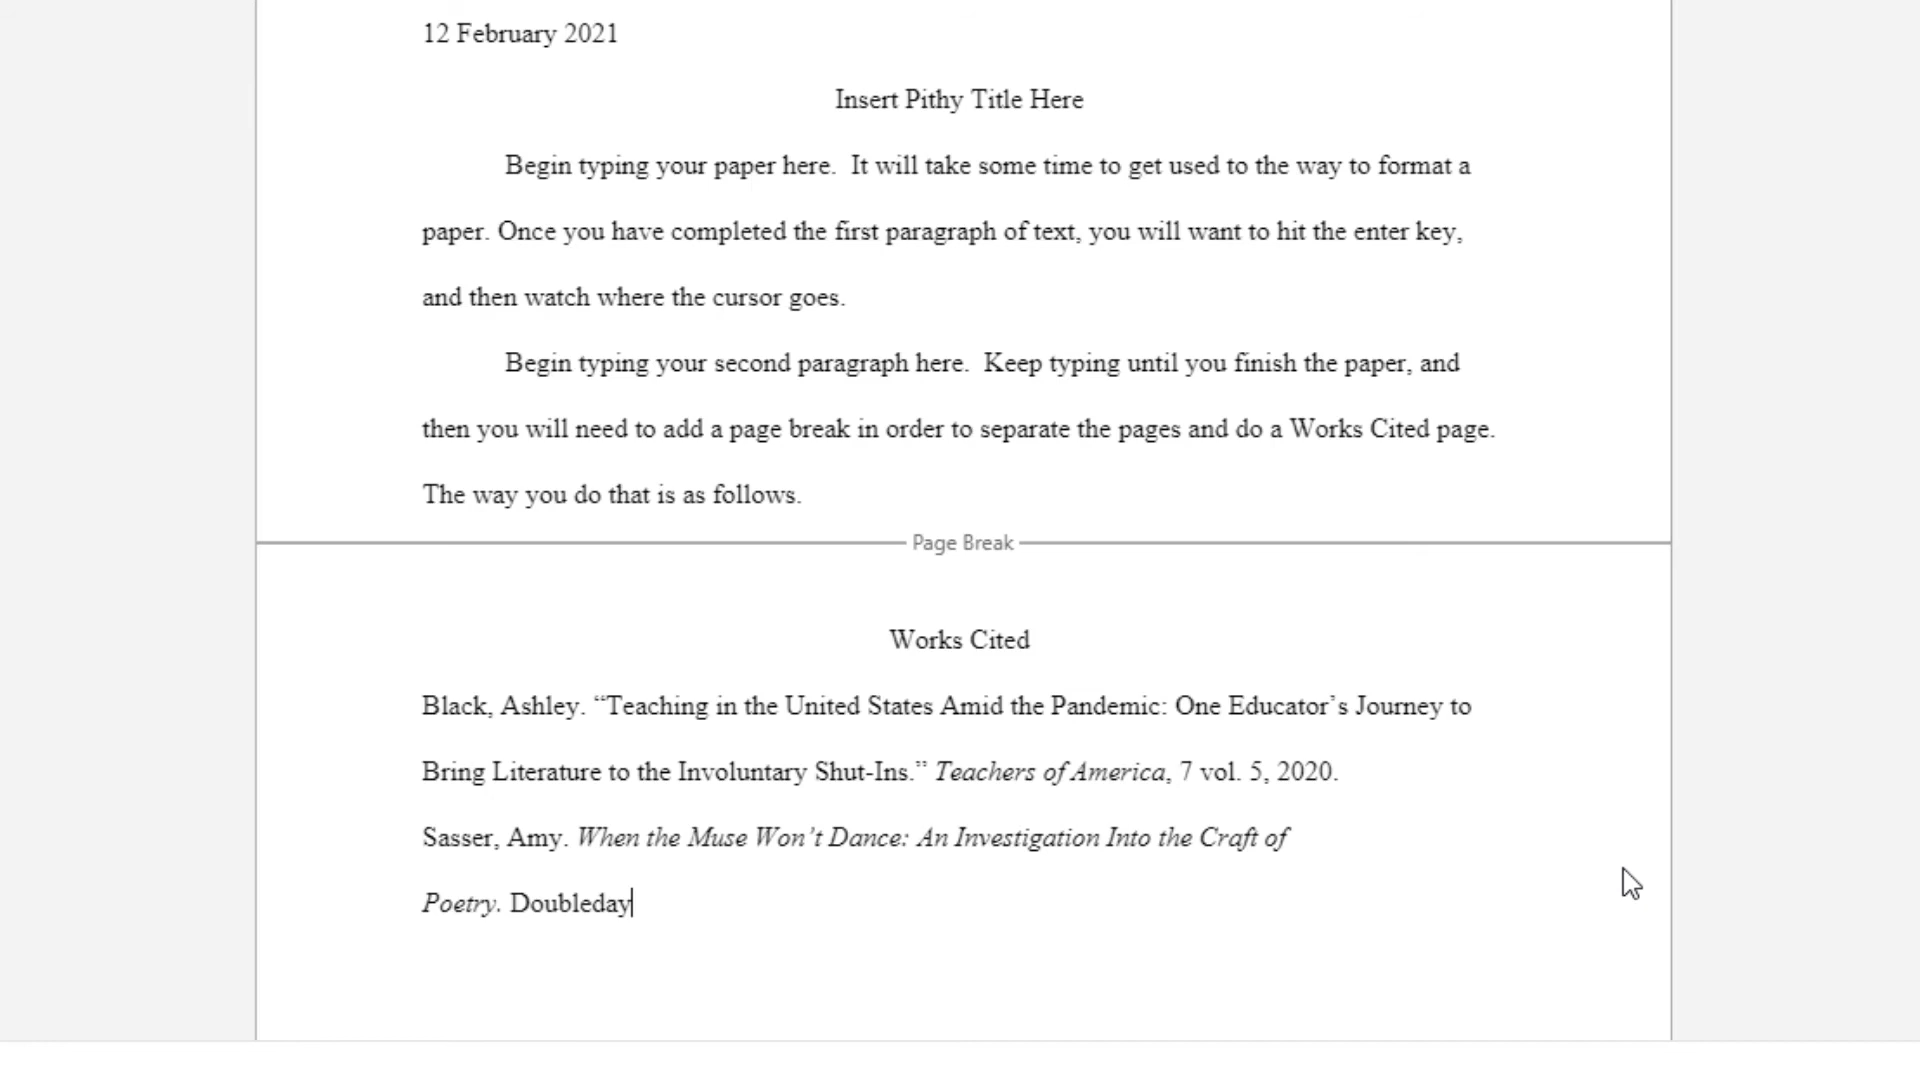 12 February 2021
Insert Pithy Title Here
Begin typing your paper here.  It will take some time to get used to the way to format a
paper. Once you have completed the first paragraph of text, you will want to hit the enter key,
and then watch where the cursor goes.
Begin typing your second paragraph here.  Keep typing until you finish the paper, and
then you will need to add a page break in order to separate the pages and do a Works Cited page.
The way you do that is as follows.
Page Break
Works Cited
Black, Ashley. “Teaching in the United States Amid the Pandemic: One Educator’s Journey to
Bring Literature to the Involuntary Shut-Ins.” Teachers of America, 7 vol. 5, 2020.
Sasser, Amy. When the Muse Won’t Dance: An Investigation Into the Craft of
Poetry. Doubleday